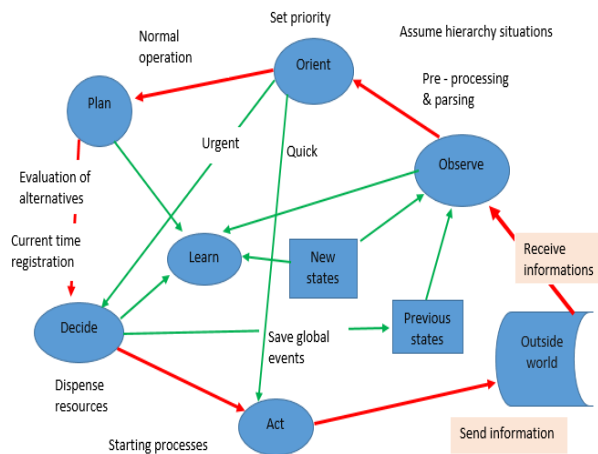 Set priority
Assume hierarchy situations
Normal
operation
Orient
Pre - processing
& parsing
Plan
Urgent
Quick
Observe
Evaluation of
alternatives
Current time
registration
Learn
New
states
Receive
informations
Decide
Save global
events
Previous
states
Outside
world
Dispense
resources
Act
Send information
Starting processes